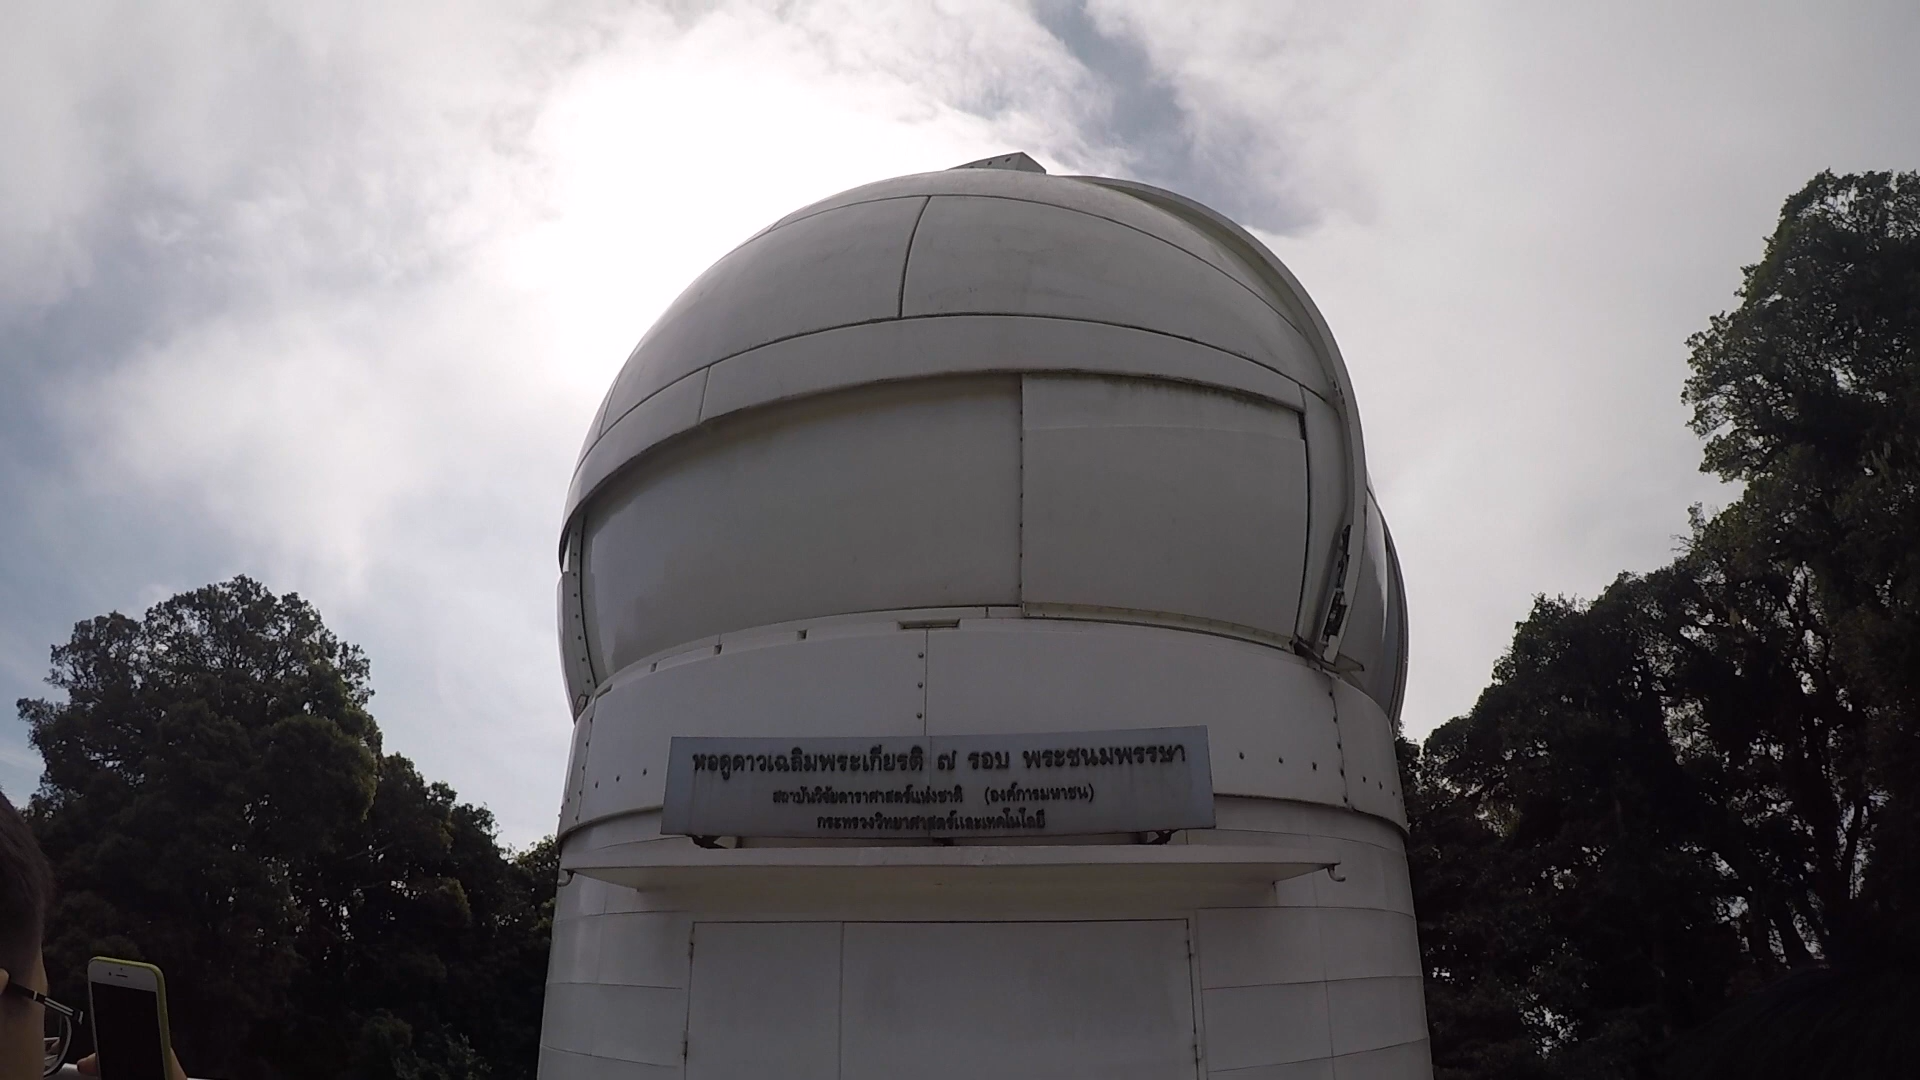 หอดูดาวเฉลิมพระเกียรติ ๗ รอบ พระชนมพรรษา
สถาบันวิจัยดาราศาสตร์แห่งชาติ (องค์การมหาชน)
กระทรวงวิทยาศาสตร์และเทคโนโลยี